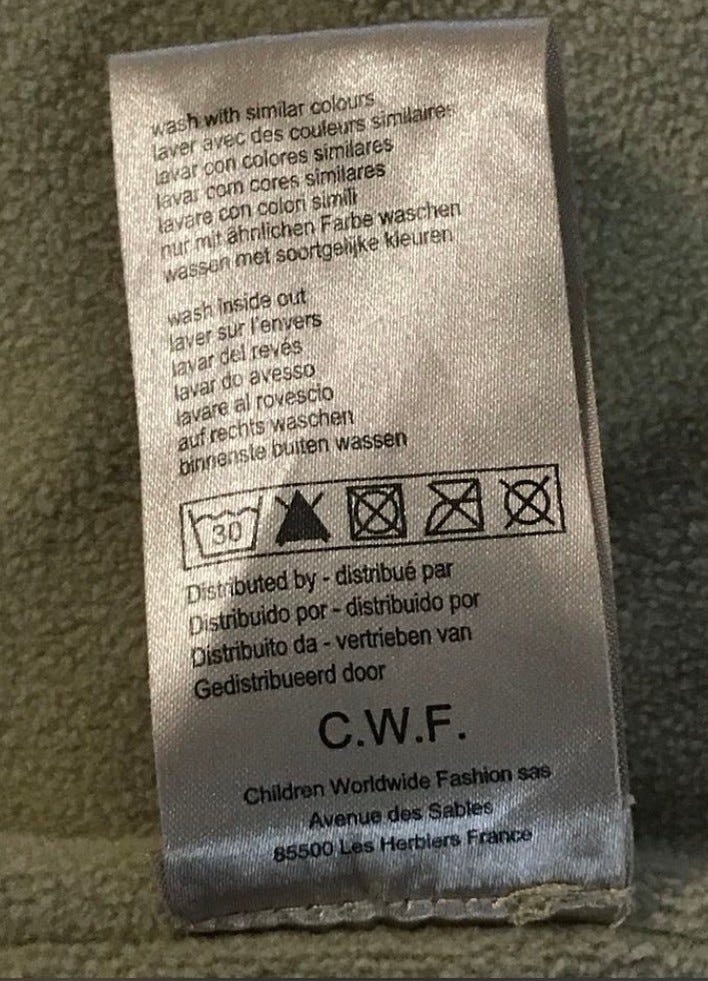 wash with similar colours
laver avec des couleurs similaires
lavar con colores similares
lavar com cores similares
lavare con colori simili
nur mit ähnlichen Farbe waschen
wassen met soortgelijke kleuren
wash inside out
laver sur l'envers
lavar del revés
lavar do avesso
lavare al rovescio
auf rechts waschen
binnenste buiten wassen
30
Distributed by - distribué par
Distribuido por - distribuido por
Distribuito da - vertrieben van
Gedistribueerd door
C.W.F.
Children Worldwide Fashion sas
Avenue des Sables
85500 Les Herbiers France